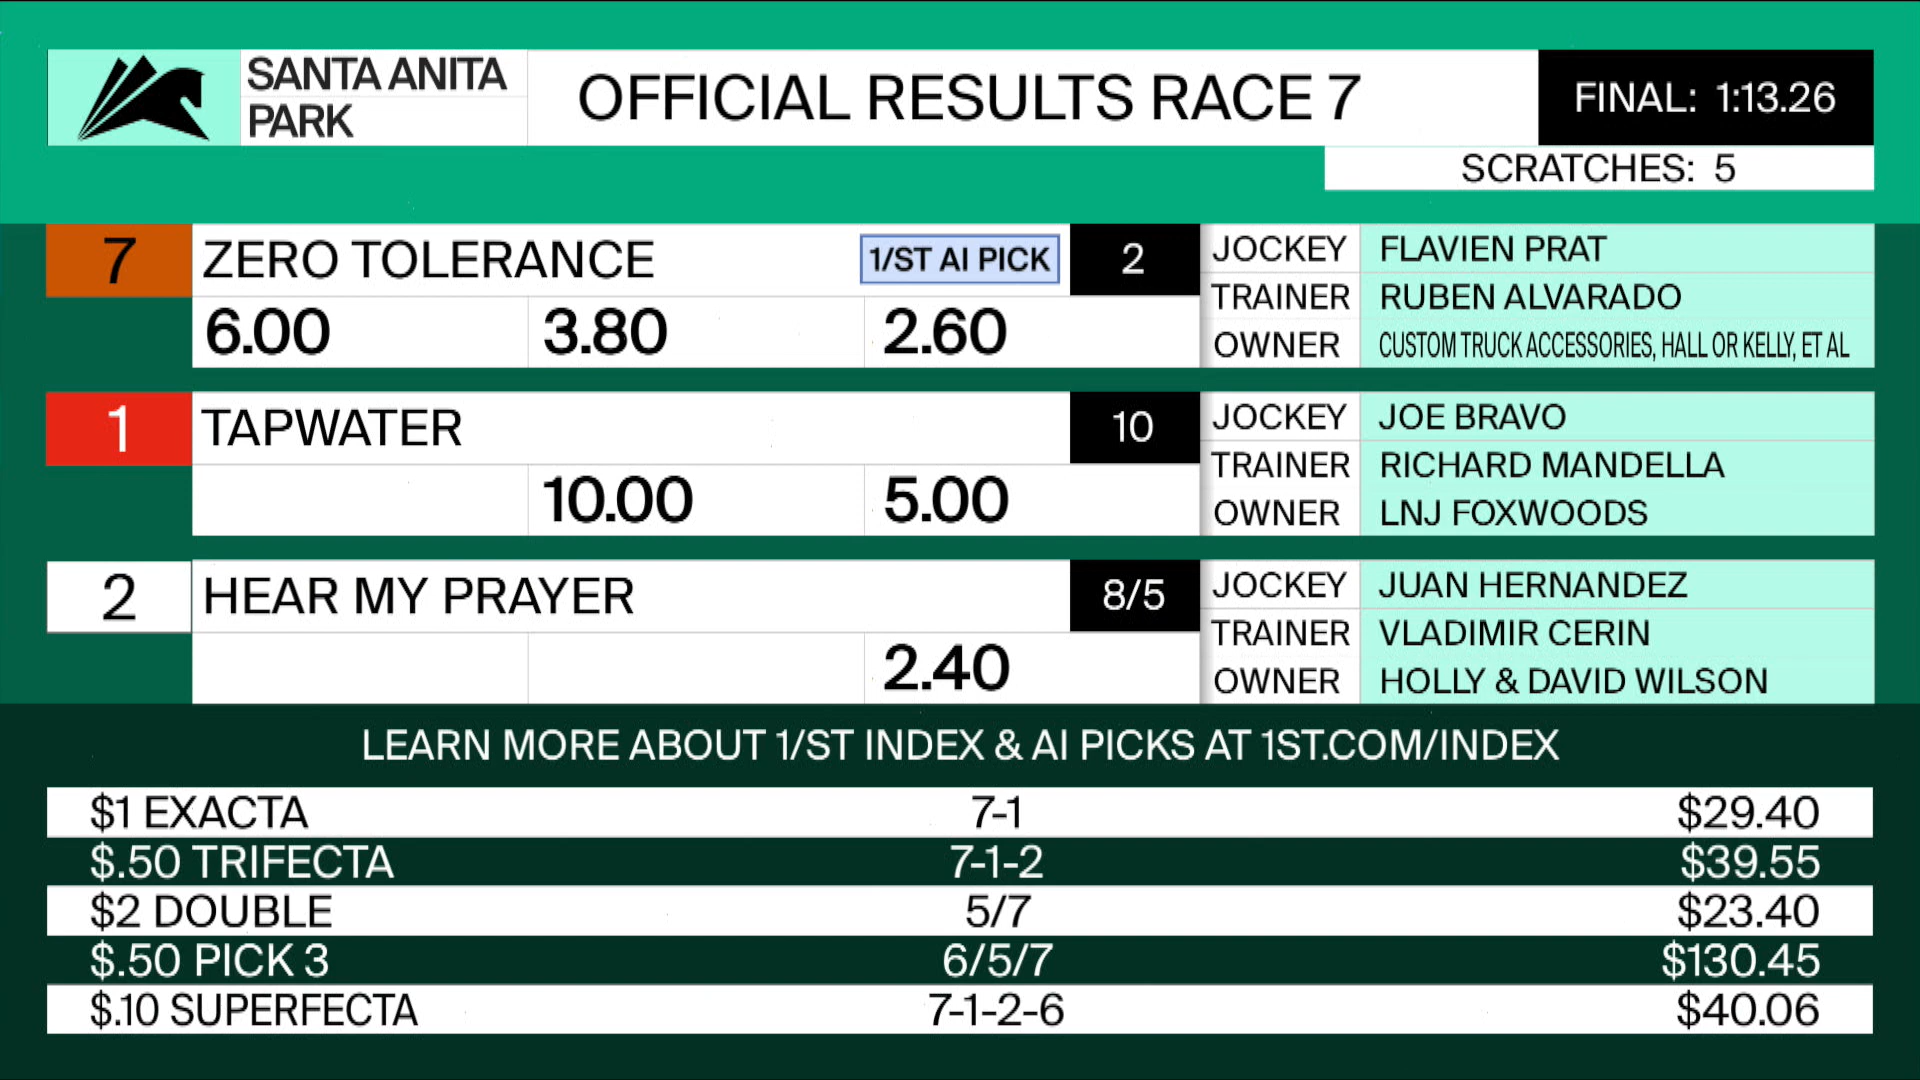 SANTA ANITA
PARK
OFFICIAL RESULTS RACE 7
FINAL: 1:13.26
SCRATCHES: 5
7 ZERO TOLERANCE 1/ST AI PICK 2
6.00 3.80 2.60
JOCKEY FLAVIEN PRAT
TRAINER RUBEN ALVARADO
OWNER CUSTOM TRUCK ACCESSORIES, HALL OR KELLY, ET AL
1 TAPWATER 10
10.00 5.00
JOCKEY JOE BRAVO
TRAINER RICHARD MANDELLA
OWNER LNJ FOXWOODS
2 HEAR MY PRAYER 8/5
2.40
JOCKEY JUAN HERNANDEZ
TRAINER VLADIMIR CERIN
OWNER HOLLY & DAVID WILSON
LEARN MORE ABOUT 1/ST INDEX & AI PICKS AT 1ST.COM/INDEX
$1 EXACTA 7-1 $29.40
$.50 TRIFECTA 7-1-2 $39.55
$2 DOUBLE 5/7 $23.40
$.50 PICK 3 6/5/7 $130.45
$.10 SUPERFECTA 7-1-2-6 $40.06